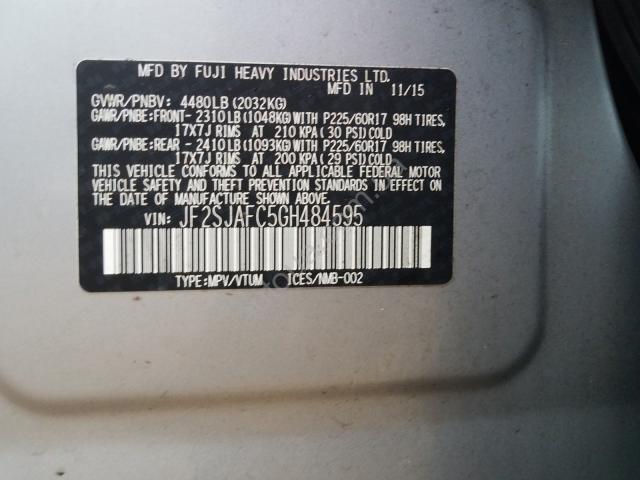 MFD BY FUJI HEAVY INDUSTRIES LTD.
MFD IN 11/15
GVWR/PNBV: 4480LB(2032KG)
GAWR/PNBE:FRONT- 2310LB(1048KG)WITH P225/60R17 98H TIRES,
17X7J RIMS AT 210 KPA(30 PSI)COLD
GAWR/PNBE:REAR - 2410LB(1093KG)WITH P225/60R17 98H TIRES,
17X7J RIMS AT 200 KPA(29 PSI)COLD
THIS VEHICLE CONFORMS TO ALL APPLICABLE FEDERAL MOTOR
VEHICLE SAFETY AND THEFT PREVENTION STANDARDS IN EFFECT ON
THE DATE OF MANUFACTURE SHOWN ABOVE.
VIN: JF2SJAFC5GH484595
TYPE:MPV/VTUM ICES/NMB-002